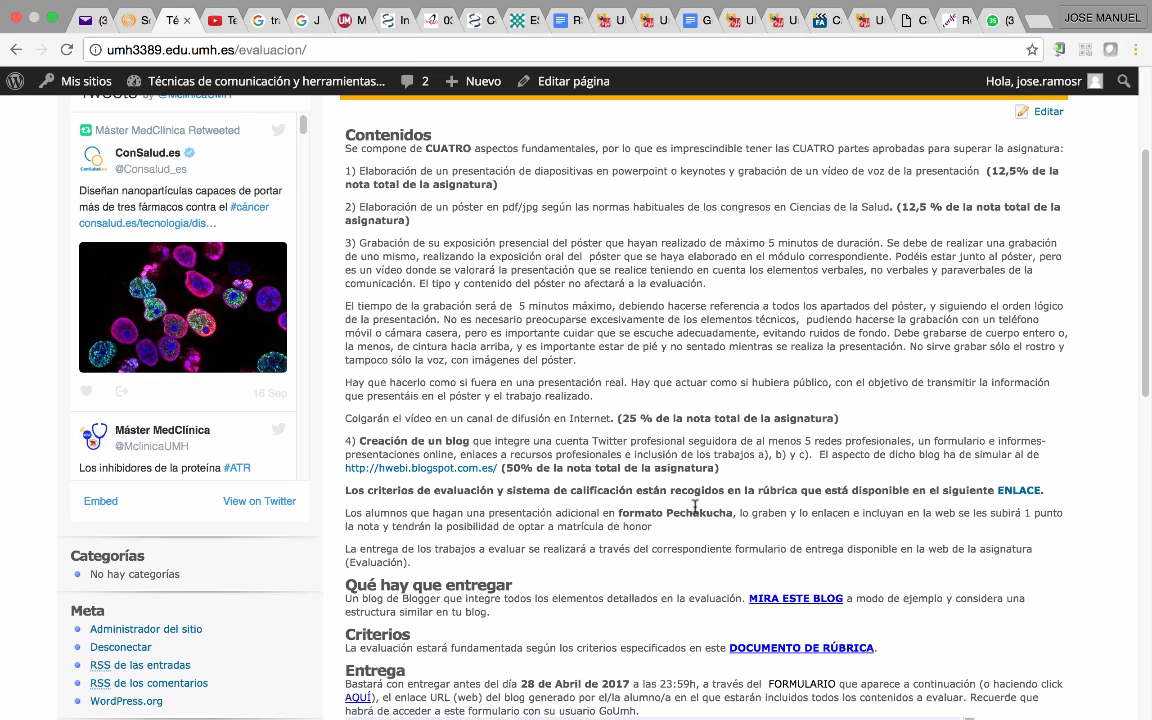 (3
So
Té
Te
tra
J
M
In
03
C
ES
R
UI
UI
G
UI
UI
CA
UI
C
Re
(3
JOSE MANUEL
umh3389.edu.umh.es/evaluacion/
Mis sitios
Técnicas de comunicación y herramientas...
2
Nuevo
Editar página
Hola, jose.ramosr
Tweets by @MclinicaUMH
Máster MedClínica Retweeted
ConSalud.es
@Consalud_es
Diseñan nanopartículas capaces de portar
más de tres fármacos contra el #cáncer
consalud.es/tecnologia/dis…
16 Sep
Máster MedClínica
@MclinicaUMH
Los inhibidores de la proteína #ATR
Embed
View on Twitter
Categorías
No hay categorías
Meta
Administrador del sitio
Desconectar
RSS de las entradas
RSS de los comentarios
WordPress.org
Editar
Contenidos
Se compone de CUATRO aspectos fundamentales, por lo que es imprescindible tener las CUATRO partes aprobadas para superar la asignatura:
1) Elaboración de un presentación de diapositivas en powerpoint o keynotes y grabación de un vídeo de voz de la presentación (12,5% de la
nota total de la asignatura)
2) Elaboración de un póster en pdf/jpg según las normas habituales de los congresos en Ciencias de la Salud. (12,5 % de la nota total de la
asignatura)
3) Grabación de su exposición presencial del póster que hayan realizado de máximo 5 minutos de duración. Se debe de realizar una grabación
de uno mismo, realizando la exposición oral del póster que se haya elaborado en el módulo correspondiente. Podéis estar junto al póster, pero
es un vídeo donde se valorará la presentación que se realice teniendo en cuenta los elementos verbales, no verbales y paraverbales de la
comunicación. El tipo y contenido del póster no afectará a la evaluación.
El tiempo de la grabación será de 5 minutos máximo, debiendo hacerse referencia a todos los apartados del póster, y siguiendo el orden lógico
de la presentación. No es necesario preocuparse excesivamente de los elementos técnicos, pudiendo hacerse la grabación con un teléfono
móvil o cámara casera, pero es importante cuidar que se escuche adecuadamente, evitando ruidos de fondo. Debe grabarse de cuerpo entero o,
la menos, de cintura hacia arriba, y es importante estar de pié y no sentado mientras se realiza la presentación. No sirve grabar sólo el rostro y
tampoco sólo la voz, con imágenes del póster.
Hay que hacerlo como si fuera en una presentación real. Hay que actuar como si hubiera público, con el objetivo de transmitir la información
que presentáis en el póster y el trabajo realizado.
Colgarán el vídeo en un canal de difusión en Internet. (25 % de la nota total de la asignatura)
4) Creación de un blog que integre una cuenta Twitter profesional seguidora de al menos 5 redes profesionales, un formulario e informes-
presentaciones online, enlaces a recursos profesionales e inclusión de los trabajos a), b) y c). El aspecto de dicho blog ha de simular al de
http://hwebi.blogspot.com.es/ (50% de la nota total de la asignatura)
Los criterios de evaluación y sistema de calificación están recogidos en la rúbrica que está disponible en el siguiente ENLACE.
Los alumnos que hagan una presentación adicional en formato Pechakucha, lo graben y lo enlacen e incluyan en la web se les subirá 1 punto
la nota y tendrán la posibilidad de optar a matrícula de honor
La entrega de los trabajos a evaluar se realizará a través del correspondiente formulario de entrega disponible en la web de la asignatura
(Evaluación).
Qué hay que entregar
Un blog de Blogger que integre todos los elementos detallados en la evaluación. MIRA ESTE BLOG a modo de ejemplo y considera una
estructura similar en tu blog.
Criterios
La evaluación estará fundamentada según los criterios especificados en este DOCUMENTO DE RÚBRICA.
Entrega
Bastará con entregar antes del día 28 de Abril de 2017 a las 23:59h, a través del FORMULARIO que aparece a continuación (o haciendo click
AQUÍ), el enlace URL (web) del blog generado por el/la alumno/a en el que estarán incluidos todos los contenidos a evaluar. Recuerde que
habrá de acceder a este formulario con su usuario GoUmh.